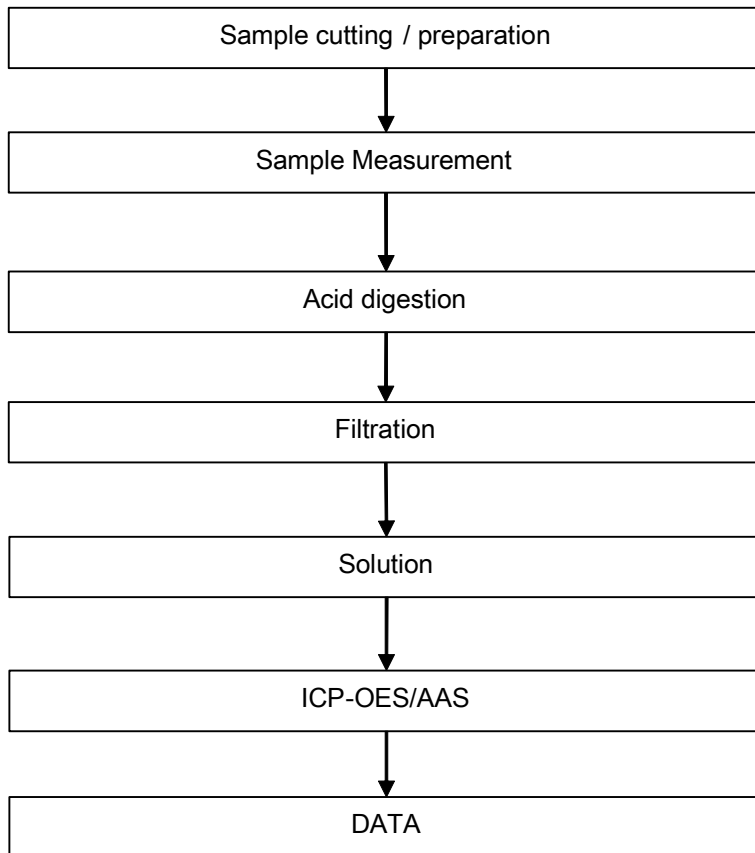 Sample cutting / preparation
Sample Measurement
Acid digestion
Filtration
Solution
ICP-OES/AAS
DATA